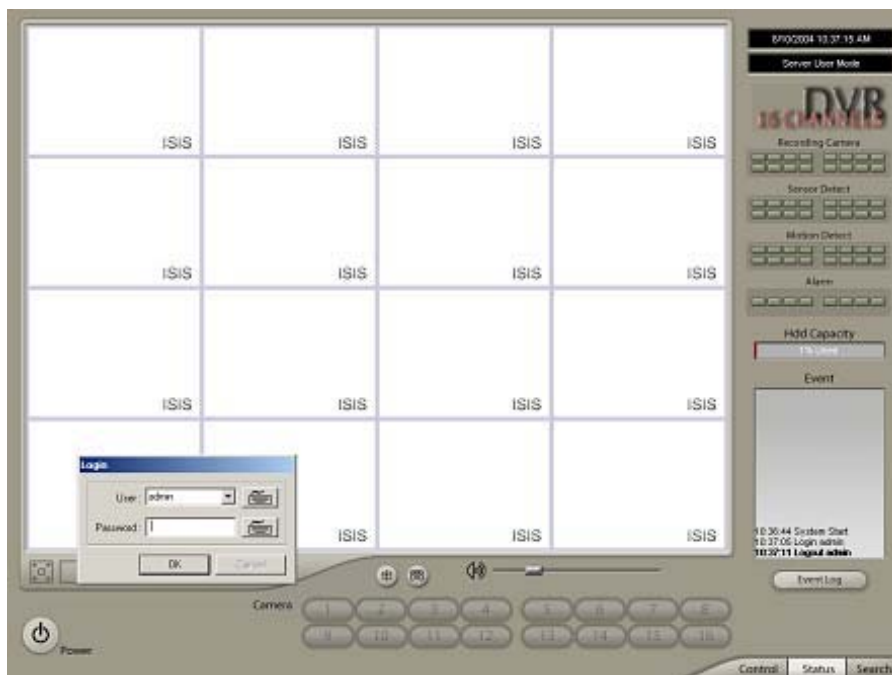 8/10/2004 10:37:15 AM
Server User Mode
DVR
16 CHANNELS
ISIS ISIS ISIS ISIS
Recording Camera
Sensor Detect
ISIS ISIS ISIS ISIS
Motion Detect
Alarm
Hdd Capacity
1% Used
ISIS ISIS ISIS ISIS
Event
Login
User: admin
Password:
OK Cancel
ISIS ISIS ISIS
10:36:44 System Start
10:37:05 Login admin
10:37:11 Logout admin
Event Log
Camera
1 2 3 4 5 6 7 8
9 10 11 12 13 14 15 16
Power
Control Status Search